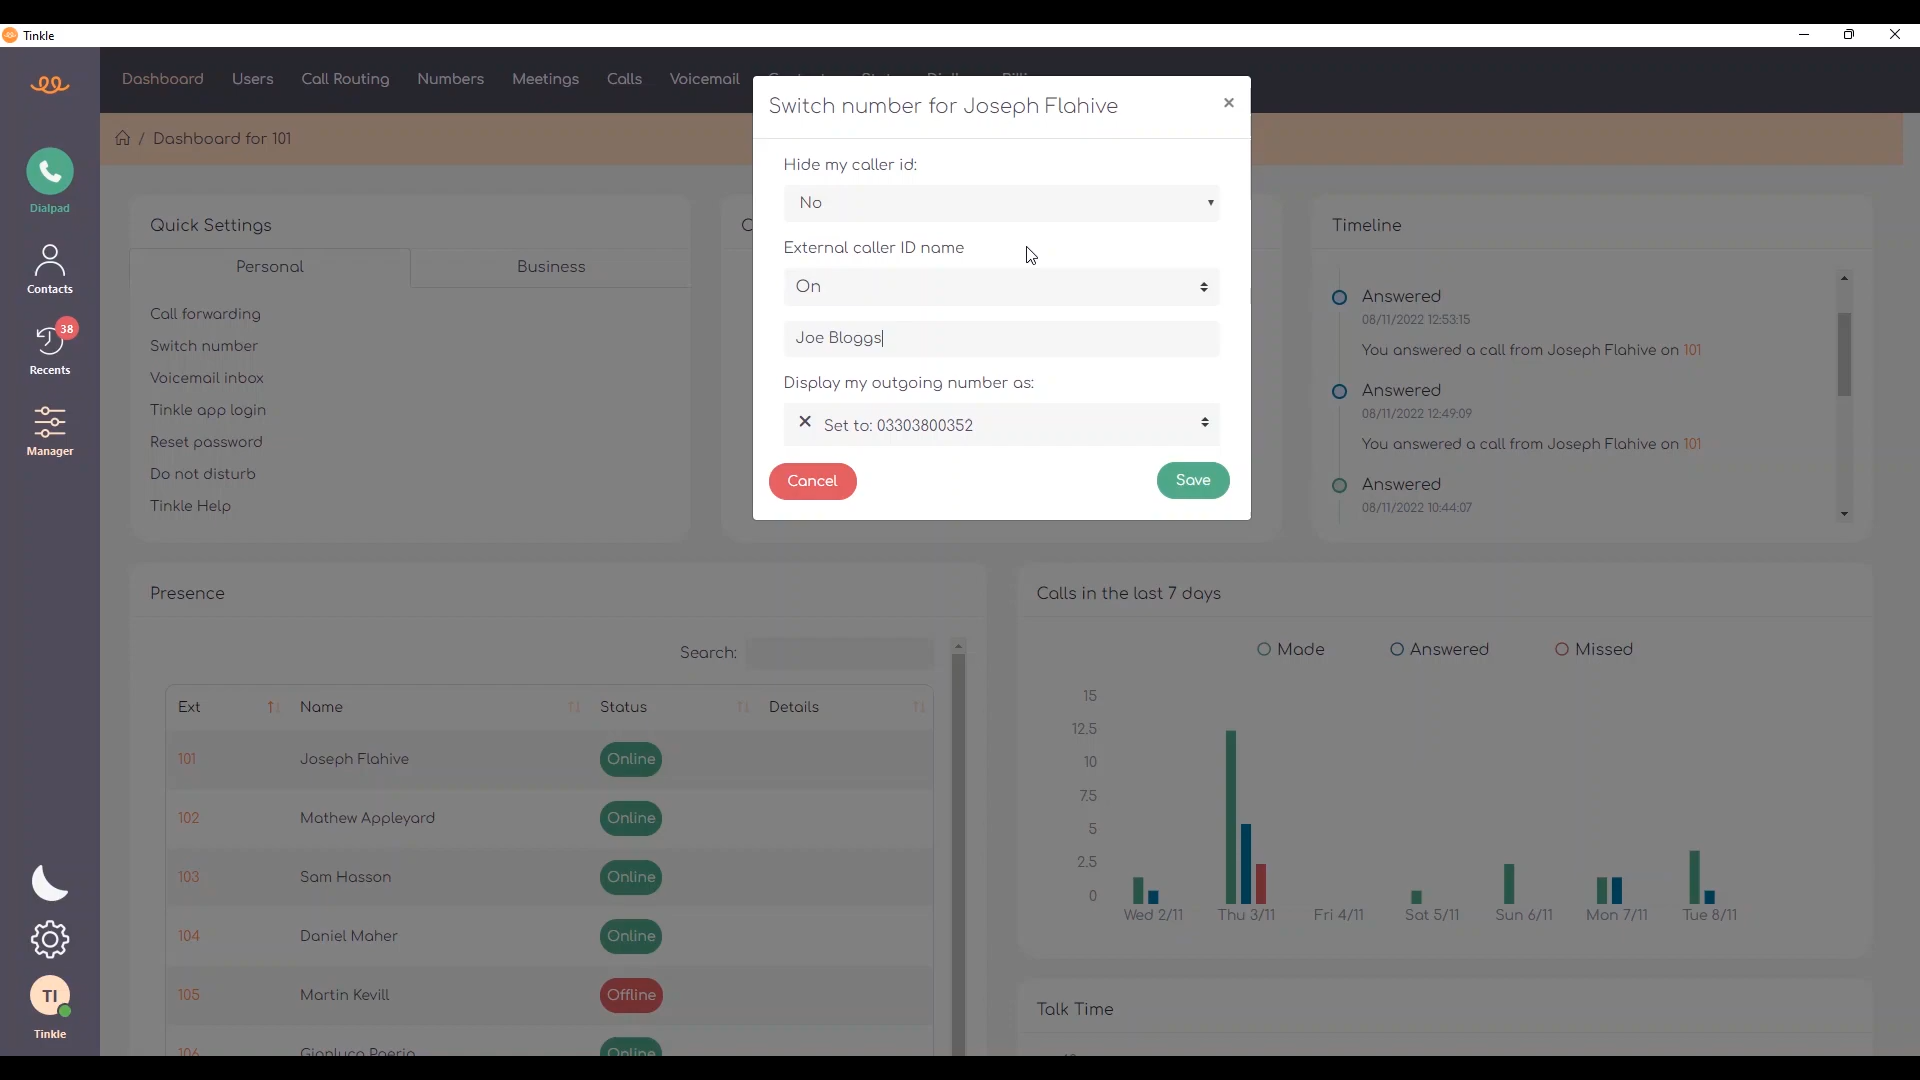 Tinkle
Dashboard Users Call Routing Numbers Meetings Calls Voicemail
Dashboard for 101
Switch number for Joseph Flahive
×
Hide my caller id:
No
External caller ID name
On
Joe Bloggs
Display my outgoing number as:
× Set to: 03303800352
Cancel
Save
Dialpad
Contacts
38
Recents
Manager
TI
Tinkle
Quick Settings
Personal
Business
Call forwarding
Switch number
Voicemail inbox
Tinkle app login
Reset password
Do not disturb
Tinkle Help
Timeline
Answered
08/11/2022 12:53:15
You answered a call from Joseph Flahive on 101
Answered
08/11/2022 12:49:09
You answered a call from Joseph Flahive on 101
Answered
08/11/2022 10:44:07
Presence
Search:
Ext Name Status Details
101 Joseph Flahive Online
102 Mathew Appleyard Online
103 Sam Hasson Online
104 Daniel Maher Online
105 Martin Kevill Offline
106 Gianluca Online
Calls in the last 7 days
Made Answered Missed
15
12.5
10
7.5
5
2.5
0
Wed 2/11 Thu 3/11 Fri 4/11 Sat 5/11 Sun 6/11 Mon 7/11 Tue 8/11
Talk Time